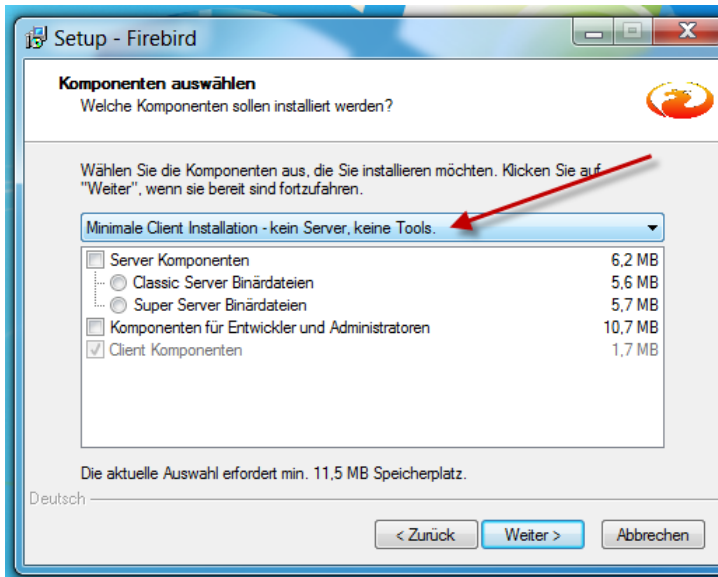 Setup - Firebird
Komponenten auswählen
Welche Komponenten sollen installiert werden?
Wählen Sie die Komponenten aus, die Sie installieren möchten. Klicken Sie auf
"Weiter", wenn sie bereit sind fortzufahren.
Minimale Client Installation - kein Server, keine Tools.
Server Komponenten 6,2 MB
Classic Server Binärdateien 5,6 MB
Super Server Binärdateien 5,7 MB
Komponenten für Entwickler und Administratoren 10,7 MB
Client Komponenten 1,7 MB
Die aktuelle Auswahl erfordert min. 11,5 MB Speicherplatz.
Deutsch
< Zurück Weiter > Abbrechen